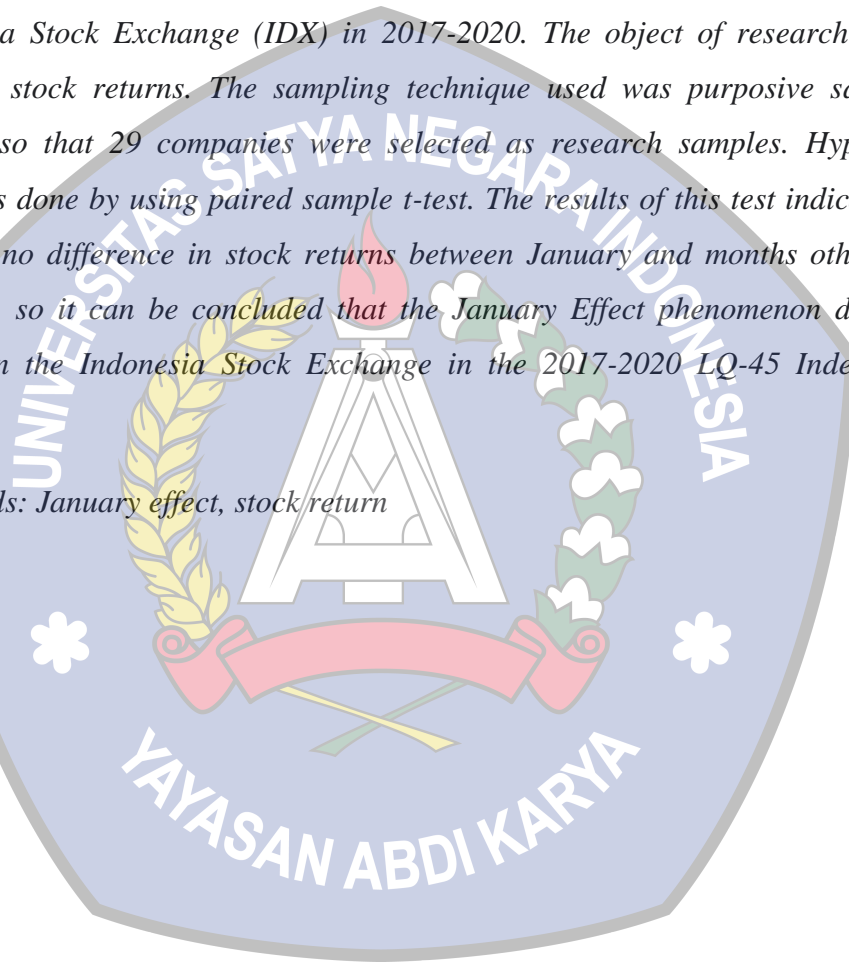 a Stock Exchange (IDX) in 2017-2020. The object of research
stock returns. The sampling technique used was purposive sa
so that 29 companies were selected as research samples. Hyp
s done by using paired sample t-test. The results of this test indic
no difference in stock returns between January and months oth
so it can be concluded that the January Effect phenomenon d
n the Indonesia Stock Exchange in the 2017-2020 LQ-45 Inde
ds: January effect, stock return
UNIVERSITAS SATYA NEGARA INDONESIA
YAYASAN ABDI KARYA